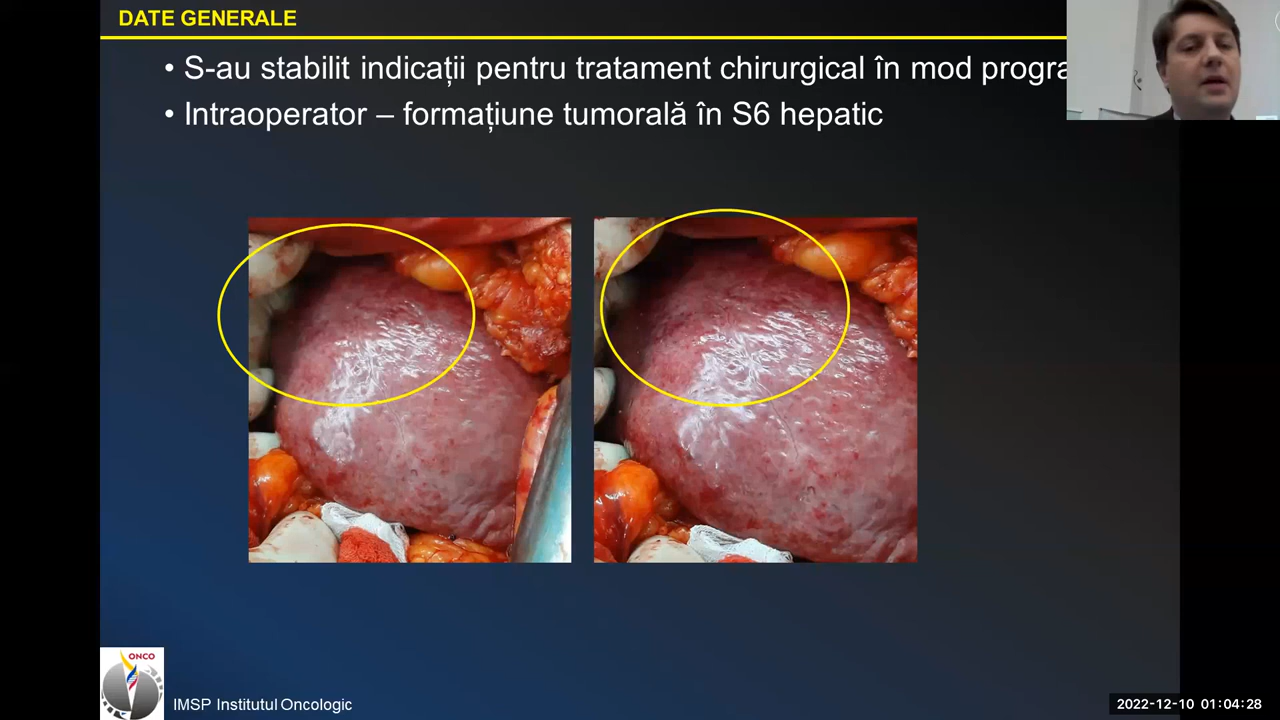 DATE GENERALE
• S-au stabilit indicații pentru tratament chirurgical în mod
• Intraoperator – formațiune tumorală în S6 hepatic
ONCO
IMSP Institutul Oncologic
2022-12-10 01:04:28